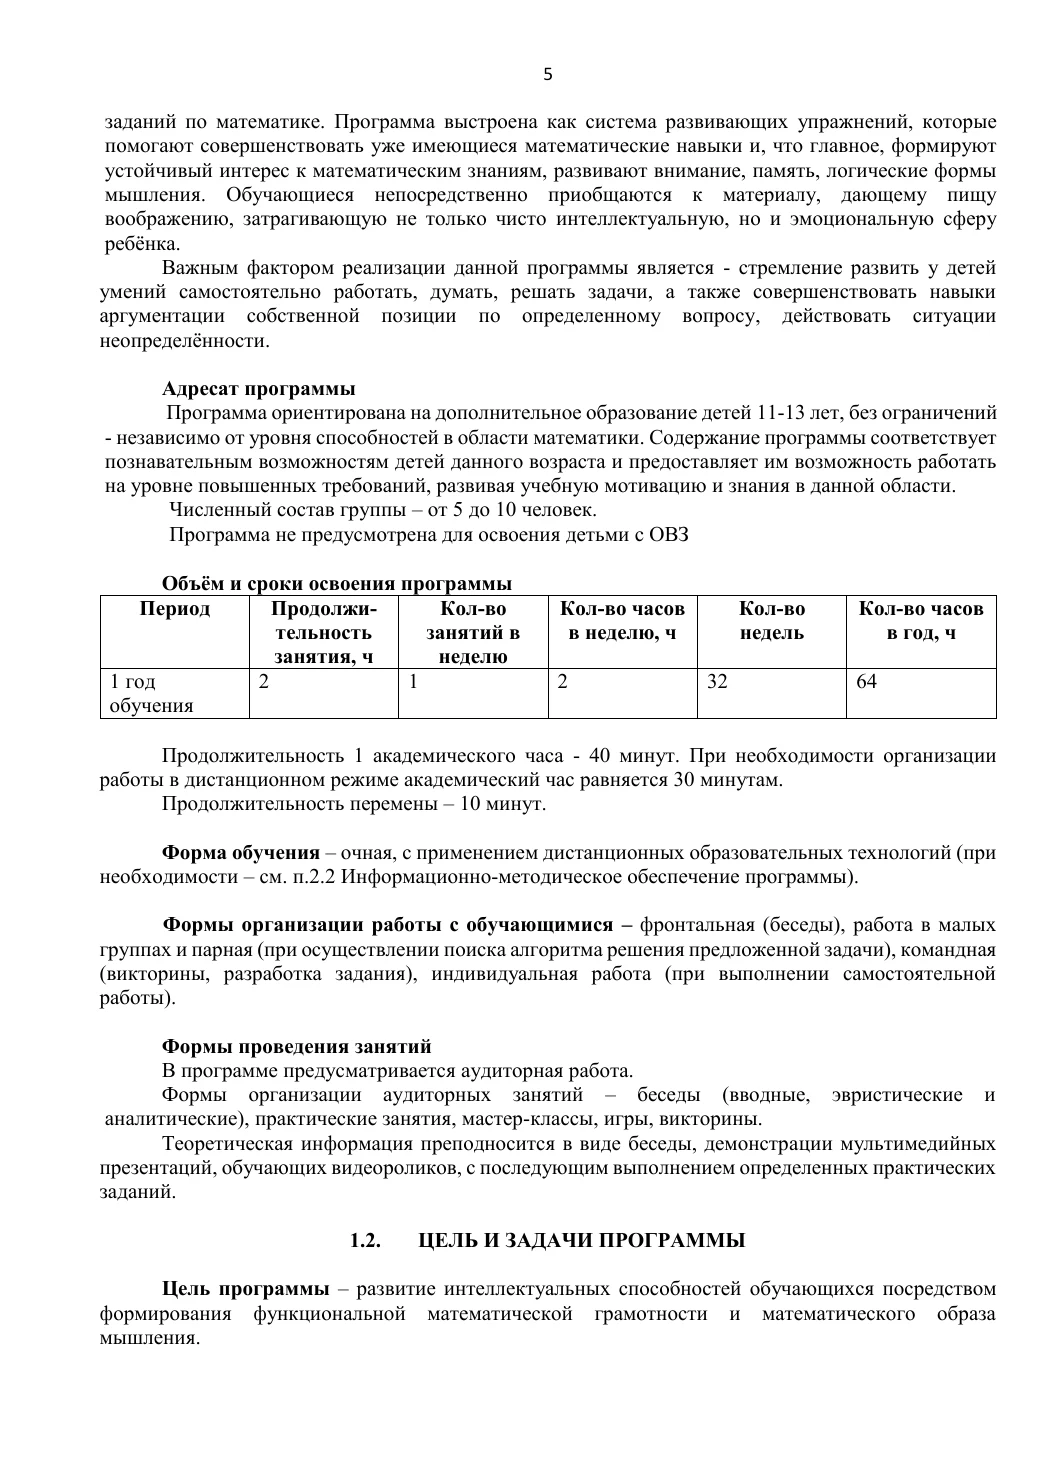 5
заданий по математике. Программа выстроена как система развивающих упражнений, которые
помогают совершенствовать уже имеющиеся математические навыки и, что главное, формируют
устойчивый интерес к математическим знаниям, развивают внимание, память, логические формы
мышления. Обучающиеся непосредственно приобщаются к материалу, дающему пищу
воображению, затрагивающую не только чисто интеллектуальную, но и эмоциональную сферу
ребёнка.
Важным фактором реализации данной программы является - стремление развить у детей
умений самостоятельно работать, думать, решать задачи, а также совершенствовать навыки
аргументации собственной позиции по определенному вопросу, действовать ситуации
неопределённости.
Адресат программы
Программа ориентирована на дополнительное образование детей 11-13 лет, без ограничений
- независимо от уровня способностей в области математики. Содержание программы соответствует
познавательным возможностям детей данного возраста и предоставляет им возможность работать
на уровне повышенных требований, развивая учебную мотивацию и знания в данной области.
Численный состав группы – от 5 до 10 человек.
Программа не предусмотрена для освоения детьми с ОВЗ
Объём и сроки освоения программы
Период Продолжи- Кол-во Кол-во часов Кол-во Кол-во часов
тельность занятий в в неделю, ч недель в год, ч
занятия, ч неделю
1 год 2 1 2 32 64
обучения
Продолжительность 1 академического часа - 40 минут. При необходимости организации
работы в дистанционном режиме академический час равняется 30 минутам.
Продолжительность перемены – 10 минут.
Форма обучения – очная, с применением дистанционных образовательных технологий (при
необходимости – см. п.2.2 Информационно-методическое обеспечение программы).
Формы организации работы с обучающимися – фронтальная (беседы), работа в малых
группах и парная (при осуществлении поиска алгоритма решения предложенной задачи), командная
(викторины, разработка задания), индивидуальная работа (при выполнении самостоятельной
работы).
Формы проведения занятий
В программе предусматривается аудиторная работа.
Формы организации аудиторных занятий – беседы (вводные, эвристические и
аналитические), практические занятия, мастер-классы, игры, викторины.
Теоретическая информация преподносится в виде беседы, демонстрации мультимедийных
презентаций, обучающих видеороликов, с последующим выполнением определенных практических
заданий.
1.2. ЦЕЛЬ И ЗАДАЧИ ПРОГРАММЫ
Цель программы – развитие интеллектуальных способностей обучающихся посредством
формирования функциональной математической грамотности и математического образа
мышления.